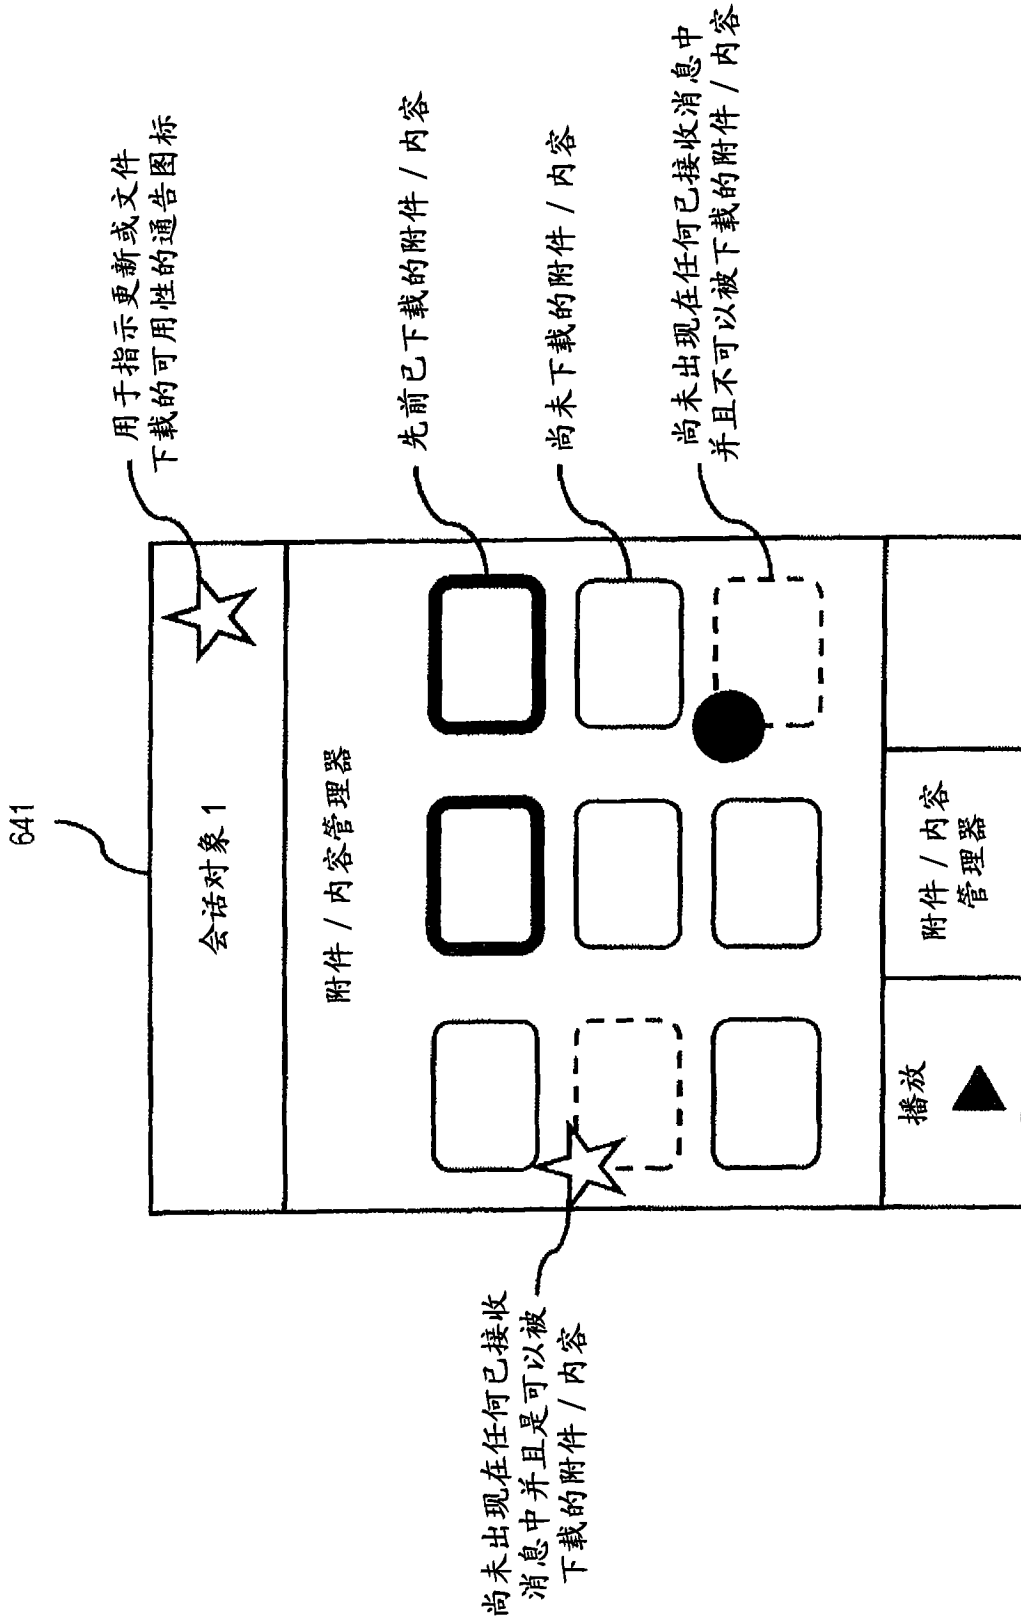 641
用于指示更新或文件
下载的可用性的通告图标
会话对象1
附件/内容管理器
先前已下载的附件/内容
尚未下载的附件/内容
尚未出现在任何已接收消息中
并且不可以被下载的附件/内容
尚未出现在任何已接收
消息中并且是可以被
下载的附件/内容
播放
附件/内容
管理器